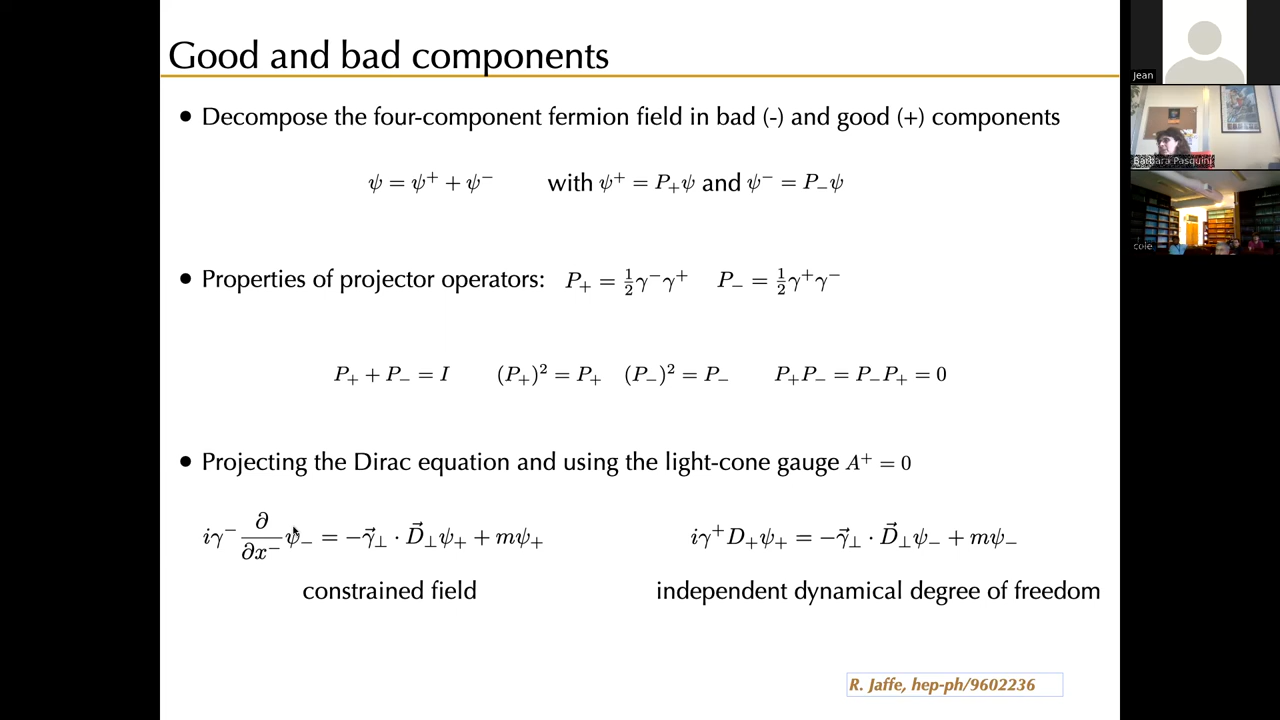 Good and bad components
• Decompose the four-component fermion field in bad (-) and good (+) components
ψ = ψ⁺ + ψ⁻ with ψ⁺ = P₊ψ and ψ⁻ = P₋ψ
• Properties of projector operators: P₊ = ½γ⁻γ⁺ P₋ = ½γ⁺γ⁻
P₊ + P₋ = I (P₊)² = P₊ (P₋)² = P₋ P₊P₋ = P₋P₊ = 0
• Projecting the Dirac equation and using the light-cone gauge A⁺ = 0
iγ⁻ ∂/∂x⁻ ψ₋ = −γ⃗⊥ · D⃗⊥ψ₊ + mψ₊ iγ⁺D₊ψ₊ = −γ⃗⊥ · D⃗⊥ψ₋ + mψ₋
constrained field independent dynamical degree of freedom
R. Jaffe, hep-ph/9602236
Jean
Barbara Pasquini
cole